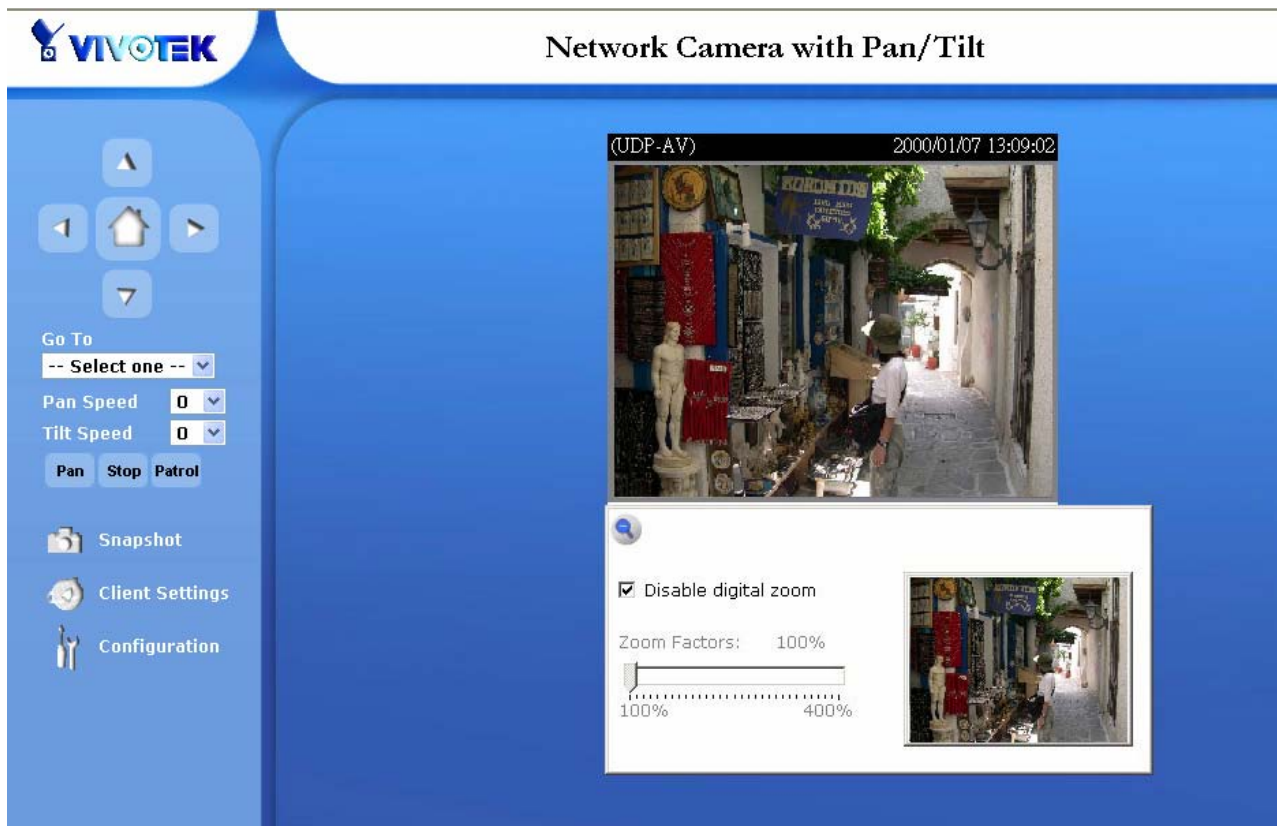 VIVOTEK
Network Camera with Pan/Tilt
(UDP-AV) 2000/01/07 13:09:02
Go To
-- Select one --
Pan Speed 0
Tilt Speed 0
Pan Stop Patrol
Snapshot
Client Settings
Configuration
Disable digital zoom
Zoom Factors: 100%
100% 400%